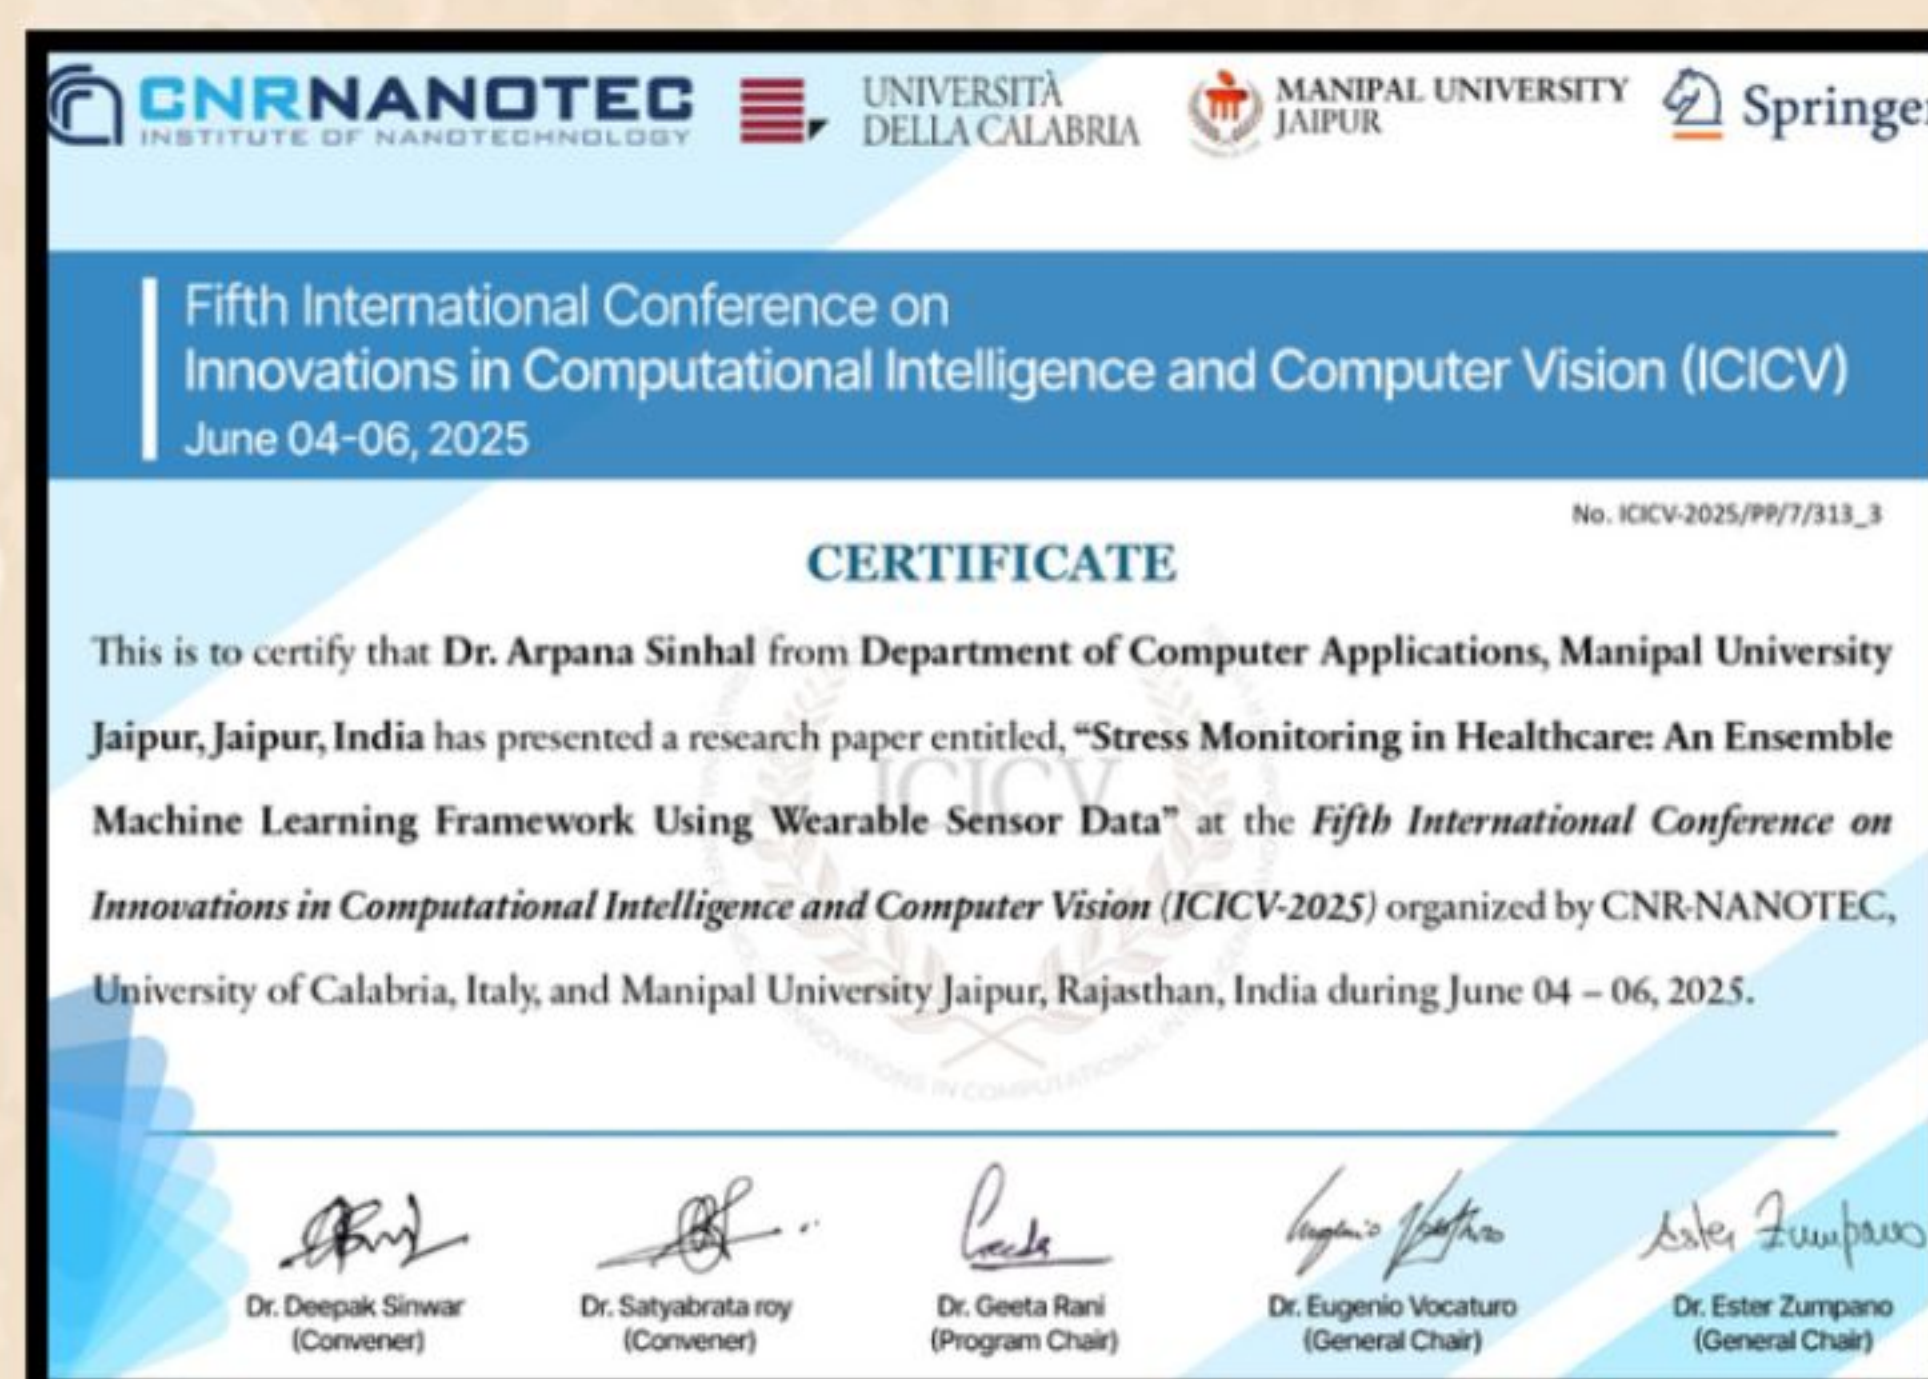 CNRNANOTEC
INSTITUTE OF NANOTECHNOLOGY
UNIVERSITÀ
DELLA CALABRIA
MANIPAL UNIVERSITY
JAIPUR
Springer
Fifth International Conference on
Innovations in Computational Intelligence and Computer Vision (ICICV)
June 04-06, 2025
No. ICICV-2025/PP/7/313_3
CERTIFICATE
This is to certify that Dr. Arpana Sinhal from Department of Computer Applications, Manipal University
Jaipur, Jaipur, India has presented a research paper entitled, “Stress Monitoring in Healthcare: An Ensemble
Machine Learning Framework Using Wearable Sensor Data” at the Fifth International Conference on
Innovations in Computational Intelligence and Computer Vision (ICICV-2025) organized by CNR-NANOTEC,
University of Calabria, Italy, and Manipal University Jaipur, Rajasthan, India during June 04 – 06, 2025.
ICICV
Geeta
Eugenio Vocaturo
Ester Zumpano
Dr. Deepak Sinwar
(Convener)
Dr. Satyabrata roy
(Convener)
Dr. Geeta Rani
(Program Chair)
Dr. Eugenio Vocaturo
(General Chair)
Dr. Ester Zumpano
(General Chair)